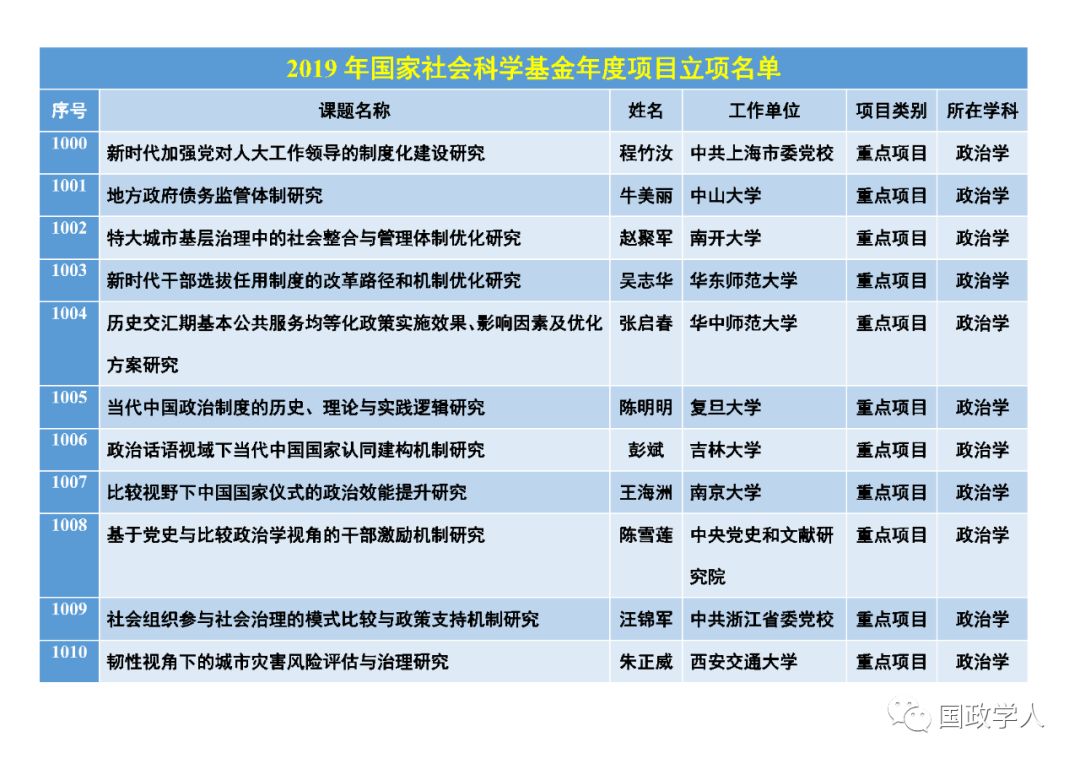 2019 年国家社会科学基金年度项目立项名单
序号 课题名称 姓名 工作单位 项目类别 所在学科
1000 新时代加强党对人大工作领导的制度化建设研究 程竹汝 中共上海市委党校 重点项目 政治学
1001 地方政府债务监管体制研究 牛美丽 中山大学 重点项目 政治学
1002 特大城市基层治理中的社会整合与管理体制优化研究 赵聚军 南开大学 重点项目 政治学
1003 新时代干部选拔任用制度的改革路径和机制优化研究 吴志华 华东师范大学 重点项目 政治学
1004 历史交汇期基本公共服务均等化政策实施效果、影响因素及优化 张启春 华中师范大学 重点项目 政治学
方案研究
1005 当代中国政治制度的历史、理论与实践逻辑研究 陈明明 复旦大学 重点项目 政治学
1006 政治话语视域下当代中国国家认同建构机制研究 彭斌 吉林大学 重点项目 政治学
1007 比较视野下中国国家仪式的政治效能提升研究 王海洲 南京大学 重点项目 政治学
1008 基于党史与比较政治学视角的干部激励机制研究 陈雪莲 中央党史和文献研 重点项目 政治学
究院
1009 社会组织参与社会治理的模式比较与政策支持机制研究 汪锦军 中共浙江省委党校 重点项目 政治学
1010 韧性视角下的城市灾害风险评估与治理研究 朱正威 西安交通大学 重点项目 政治学
国政学人